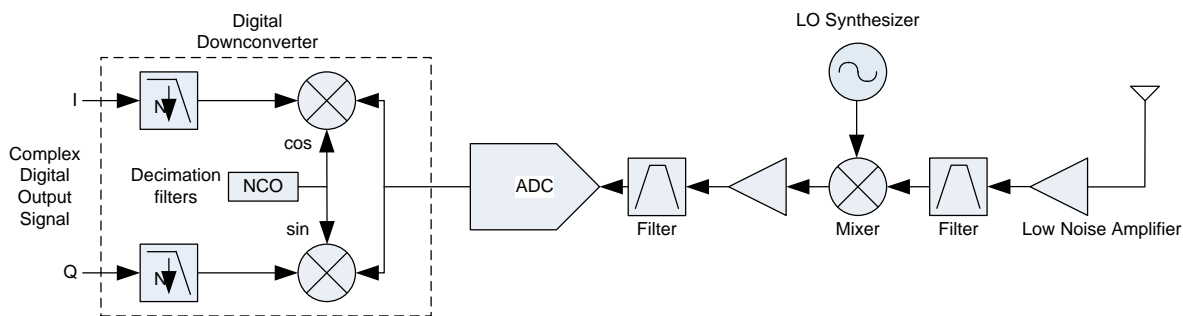 Digital
Downconverter
LO Synthesizer
I
N
cos
Complex
Digital
Output
Signal
Decimation
filters
NCO
ADC
sin
Filter
Mixer
Filter
Low Noise Amplifier
Q
N